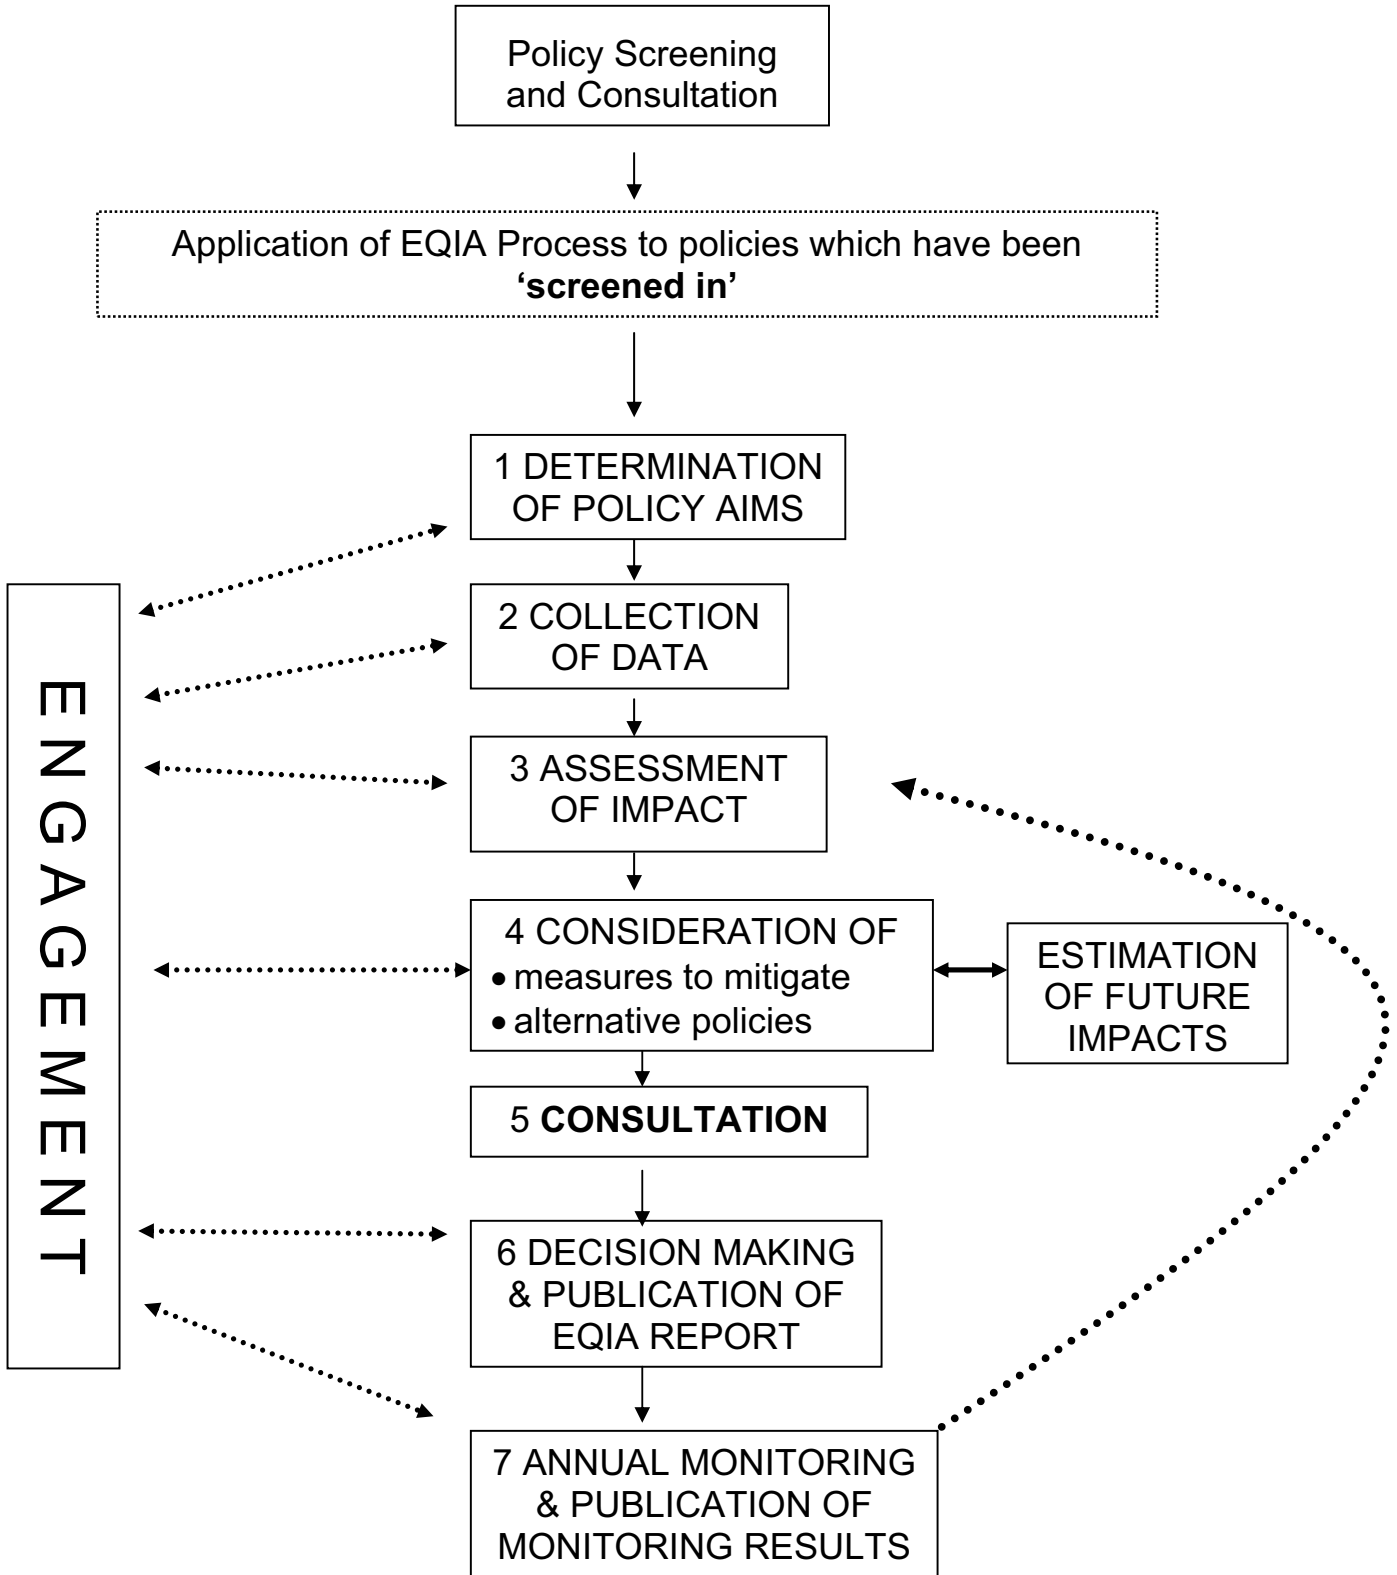 Policy Screening
and Consultation
Application of EQIA Process to policies which have been
‘screened in’
1 DETERMINATION
OF POLICY AIMS
2 COLLECTION
OF DATA
3 ASSESSMENT
OF IMPACT
4 CONSIDERATION OF
• measures to mitigate
• alternative policies
ESTIMATION
OF FUTURE
IMPACTS
5 CONSULTATION
6 DECISION MAKING
& PUBLICATION OF
EQIA REPORT
7 ANNUAL MONITORING
& PUBLICATION OF
MONITORING RESULTS
ENGAGEMENT